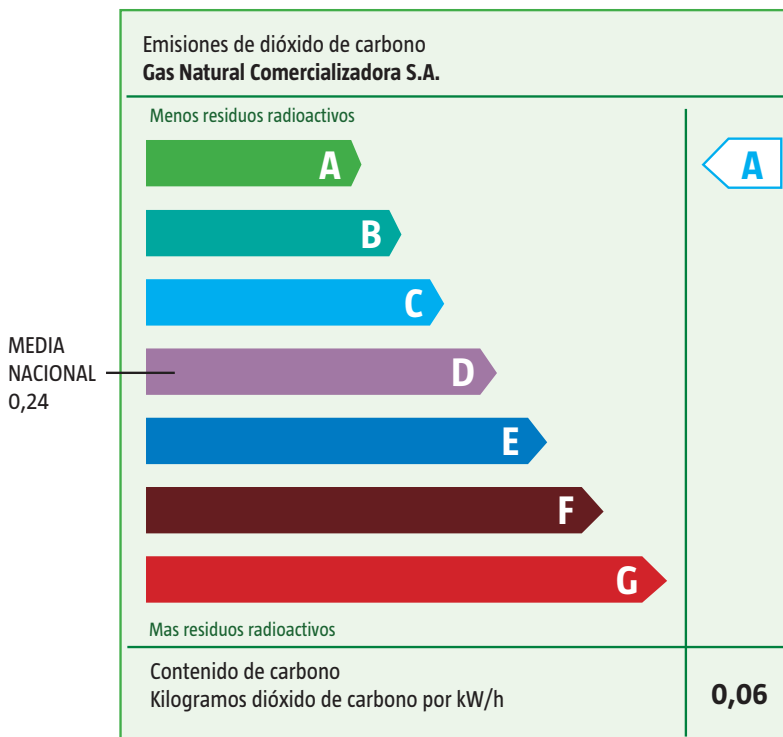 Emisiones de dióxido de carbono
Gas Natural Comercializadora S.A.
Menos residuos radioactivos
A
A
B
C
MEDIA
NACIONAL
0,24
D
E
F
G
Mas residuos radioactivos
Contenido de carbono
Kilogramos dióxido de carbono por kW/h
0,06